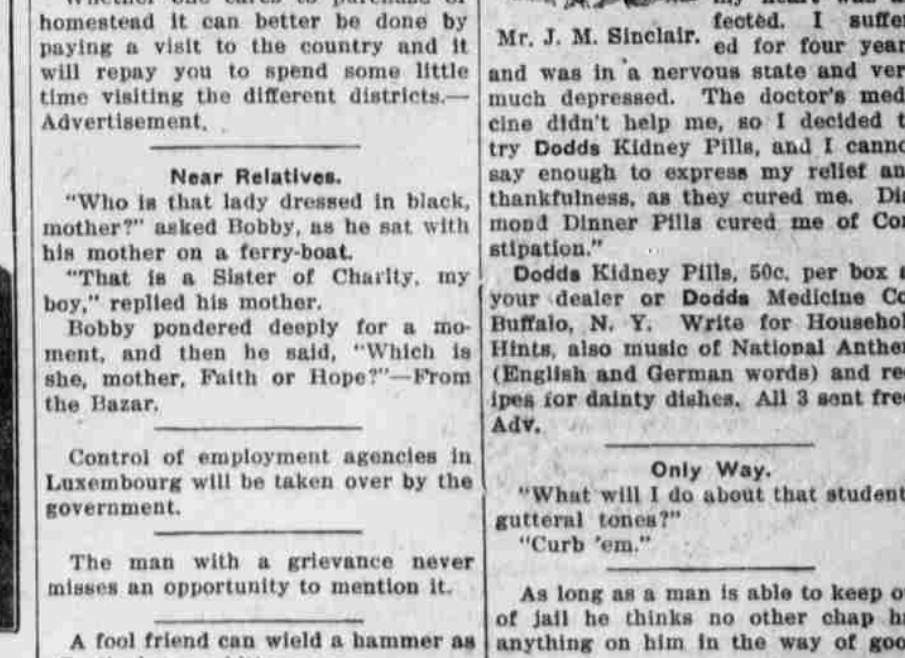 homestead it can better be done by
paying a visit to the country and it
will repay you to spend some little
time visiting the different districts.—
Advertisement.
Near Relatives.
"Who is that lady dressed in black,
mother?" asked Bobby, as he sat with
his mother on a ferry-boat.
"That is a Sister of Charity, my
boy," replied his mother.
Bobby pondered deeply for a mo-
ment, and then he said, "Which is
she, mother, Faith or Hope?"—From
the Bazar.
Control of employment agencies in
Luxembourg will be taken over by the
government.
The man with a grievance never
misses an opportunity to mention it.
A fool friend can wield a hammer as
my heart was
fected. I suffer
Mr. J. M. Sinclair.
ed for four year
and was in a nervous state and ver
much depressed. The doctor's med
cine didn't help me, so I decided t
try Dodds Kidney Pills, and I canno
say enough to express my relief an
thankfulness, as they cured me. Dia
mond Dinner Pills cured me of Con
stipation."
Dodds Kidney Pills, 50c. per box a
your dealer or Dodds Medicine Co
Buffalo, N. Y. Write for Househol
Hints, also music of National Anthe
(English and German words) and rec
ipes for dainty dishes. All 3 sent free
Adv.
Only Way.
"What will I do about that student
gutteral tones?"
"Curb 'em."
As long as a man is able to keep o
of jail he thinks no other chap ha
anything on him in the way of goo